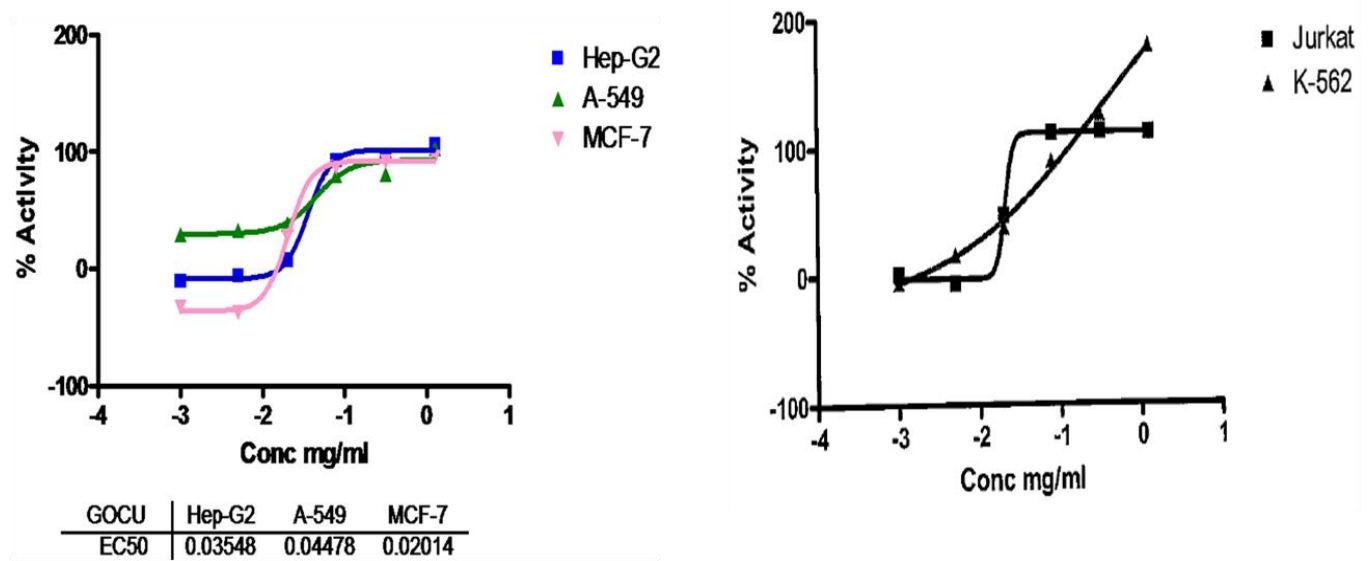 200
100
0
-100
% Activity
-4 -3 -2 -1 0 1
Conc mg/ml
Hep-G2
A-549
MCF-7
GOCU Hep-G2 A-549 MCF-7
EC50 0.03548 0.04478 0.02014
200
100
0
-100
% Activity
-4 -3 -2 -1 0 1
Conc mg/ml
Jurkat
K-562